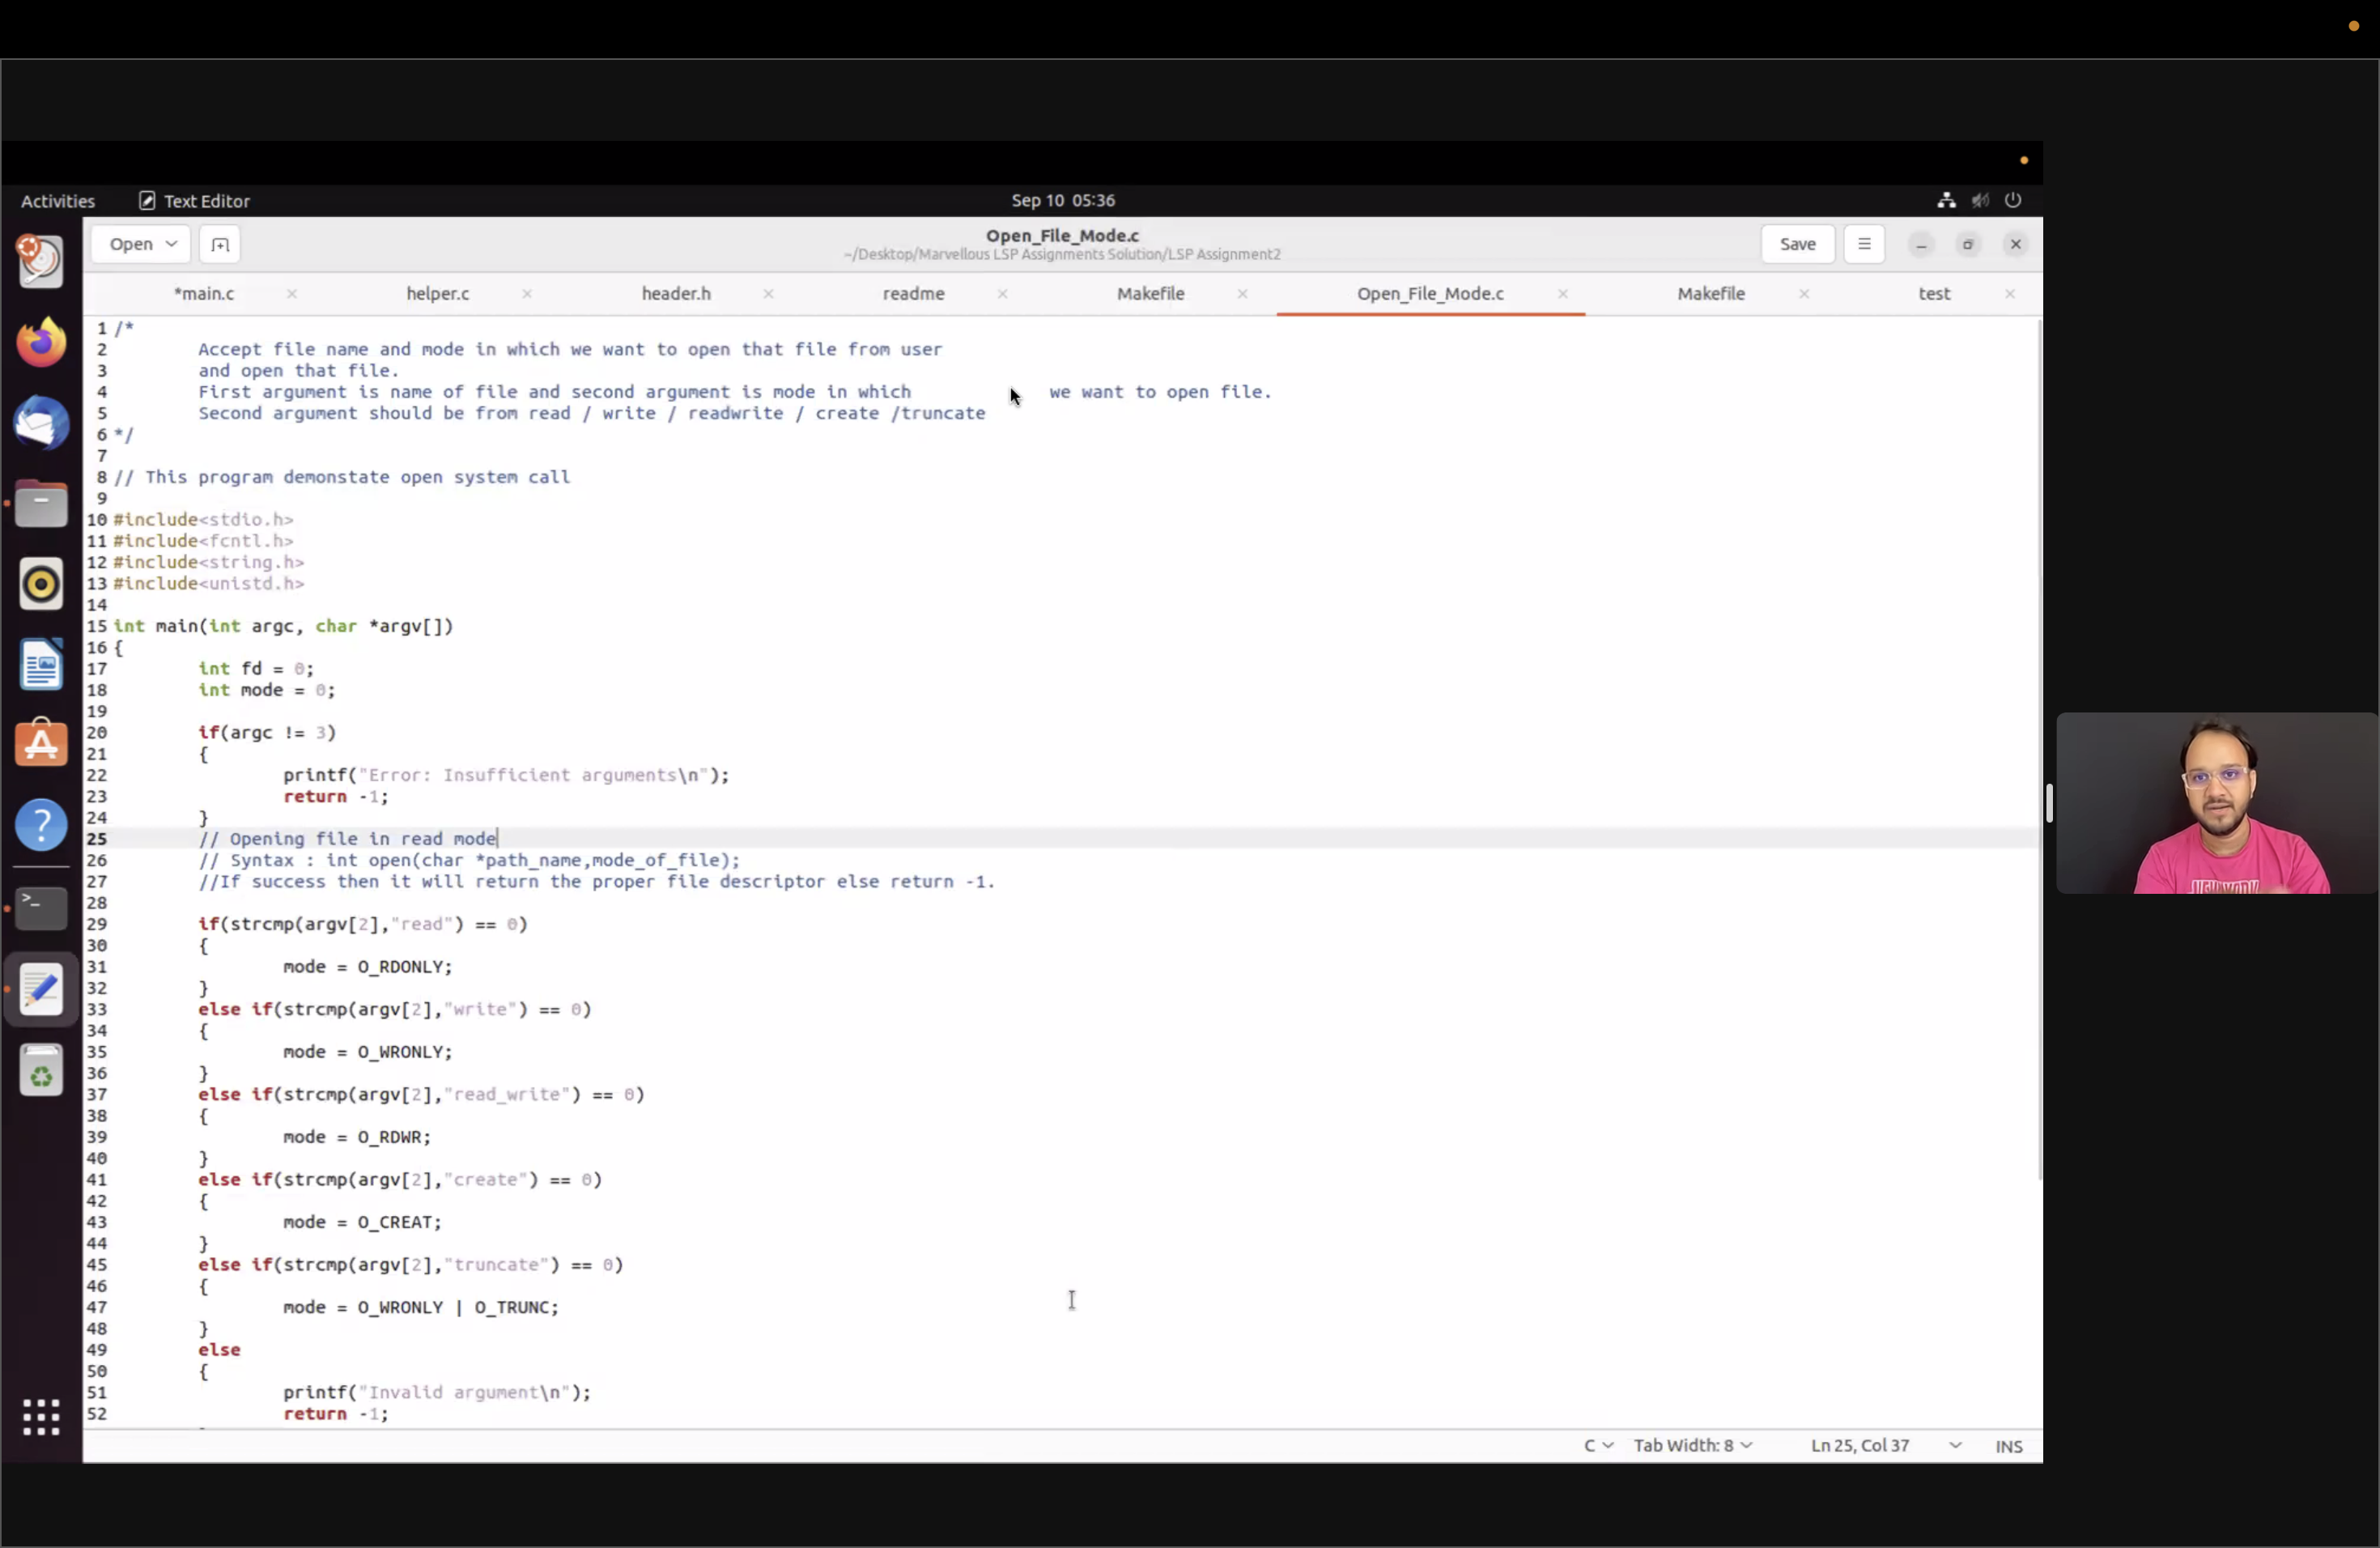 Activities Text Editor Sep 10 05:36
Open Open_File_Mode.c Save
~/Desktop/Marvellous LSP Assignments Solution/LSP Assignment2
*main.c helper.c header.h readme Makefile Open_File_Mode.c Makefile test
1 /*
2 Accept file name and mode in which we want to open that file from user
3 and open that file.
4 First argument is name of file and second argument is mode in which we want to open file.
5 Second argument should be from read / write / readwrite / create /truncate
6 */
7
8 // This program demonstate open system call
9
10 #include<stdio.h>
11 #include<fcntl.h>
12 #include<string.h>
13 #include<unistd.h>
14
15 int main(int argc, char *argv[])
16 {
17 int fd = 0;
18 int mode = 0;
19
20 if(argc != 3)
21 {
22 printf("Error: Insufficient arguments\n");
23 return -1;
24 }
25 // Opening file in read mode
26 // Syntax : int open(char *path_name,mode_of_file);
27 //If success then it will return the proper file descriptor else return -1.
28
29 if(strcmp(argv[2],"read") == 0)
30 {
31 mode = O_RDONLY;
32 }
33 else if(strcmp(argv[2],"write") == 0)
34 {
35 mode = O_WRONLY;
36 }
37 else if(strcmp(argv[2],"read_write") == 0)
38 {
39 mode = O_RDWR;
40 }
41 else if(strcmp(argv[2],"create") == 0)
42 {
43 mode = O_CREAT;
44 }
45 else if(strcmp(argv[2],"truncate") == 0)
46 {
47 mode = O_WRONLY | O_TRUNC;
48 }
49 else
50 {
51 printf("Invalid argument\n");
52 return -1;
C Tab Width: 8 Ln 25, Col 37 INS